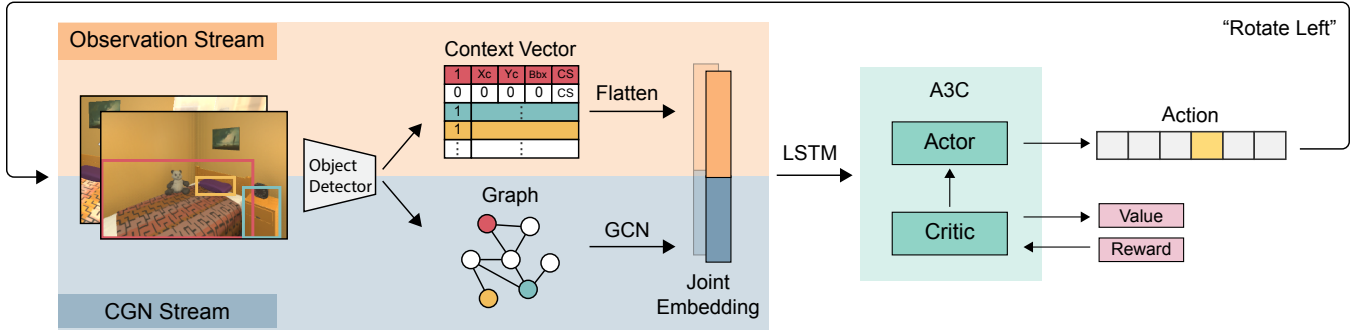 "Rotate Left"
Observation Stream
Context Vector
1 Xc Yc Bbx CS
0 0 0 0 CS
1 ⋮
1
⋮ ⋮
Flatten
Object
Detector
Graph
GCN
CGN Stream
Joint
Embedding
LSTM
A3C
Actor
Critic
Action
Value
Reward